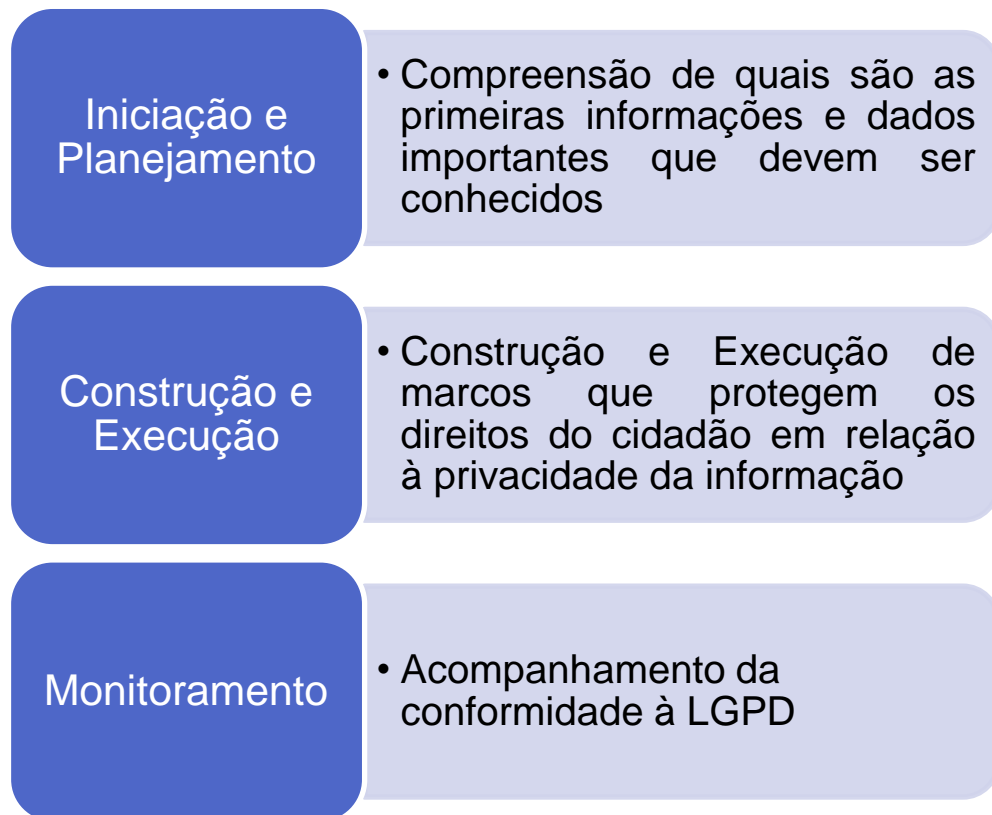 Iniciação e
Planejamento
• Compreensão de quais são as
primeiras informações e dados
importantes que devem ser
conhecidos
Construção e
Execução
• Construção e Execução de
marcos que protegem os
direitos do cidadão em relação
à privacidade da informação
Monitoramento
• Acompanhamento da
conformidade à LGPD